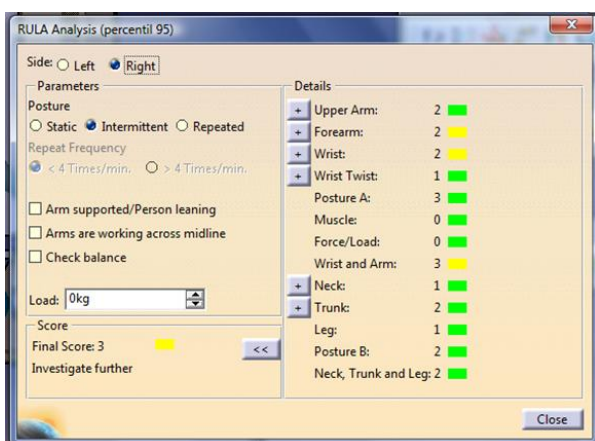 RULA Analysis (percentil 95)
Side: Left Right
Parameters
Posture
Static Intermittent Repeated
Repeat Frequency
< 4 Times/min. > 4 Times/min.
Arm supported/Person leaning
Arms are working across midline
Check balance
Load: 0kg
Score
Final Score: 3
<<
Investigate further
Details
+ Upper Arm: 2
+ Forearm: 2
+ Wrist: 2
+ Wrist Twist: 1
Posture A: 3
Muscle: 0
Force/Load: 0
Wrist and Arm: 3
+ Neck: 1
+ Trunk: 2
Leg: 1
Posture B: 2
Neck, Trunk and Leg: 2
Close